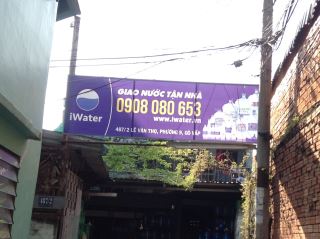 GIAO NƯỚC TẬN NHÀ
0908 080 653
www.iwater.vn
iWater
487/2 LÊ VĂN THỌ, PHƯỜNG 9, GÒ VẤP